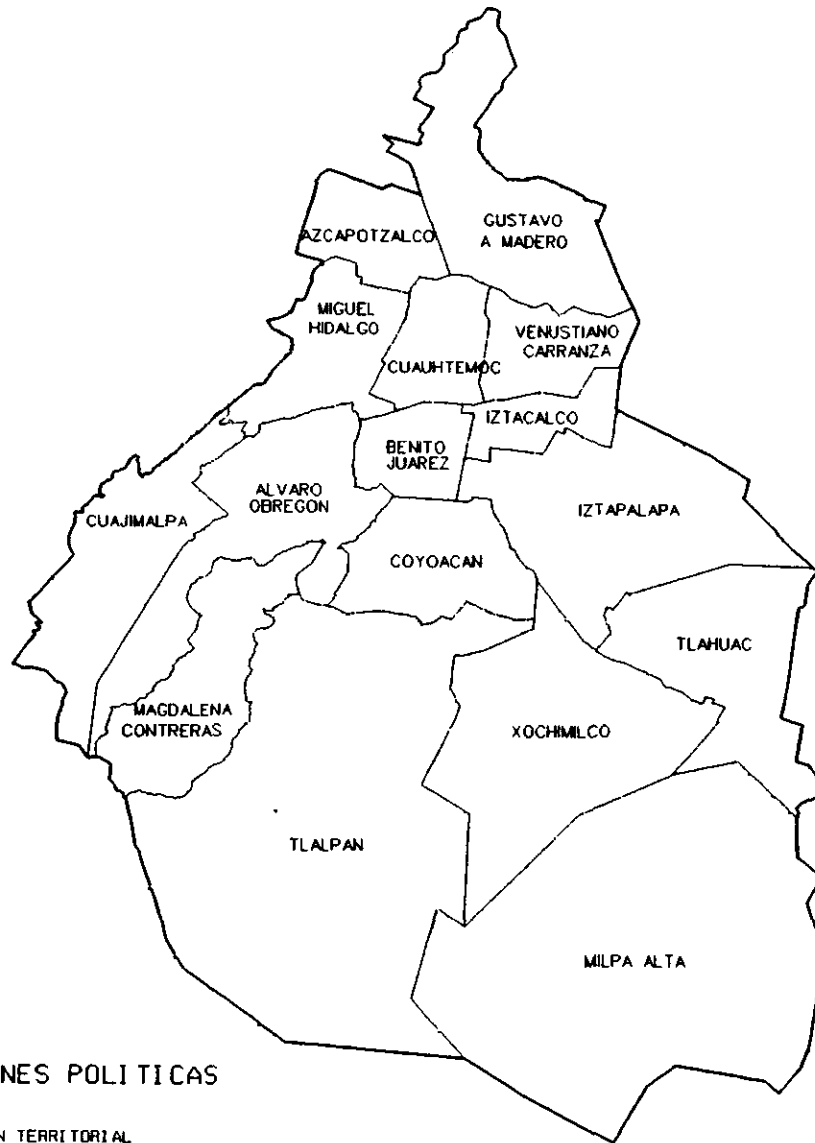 GUSTAVO
A MADERO
AZCAPOTZALCO
MIGUEL
HIDALGO
VENUSTIANO
CARRANZA
CUAUHTEMOC
IZTACALCO
BENITO
JUAREZ
ALVARO
OBREGON
IZTAPALAPA
CUAJIMALPA
COYOACAN
TLAHUAC
MAGDALENA
CONTRERAS
XOCHIMILCO
TLALPAN
MILPA ALTA
NES POLITICAS
N TERRITORIAL